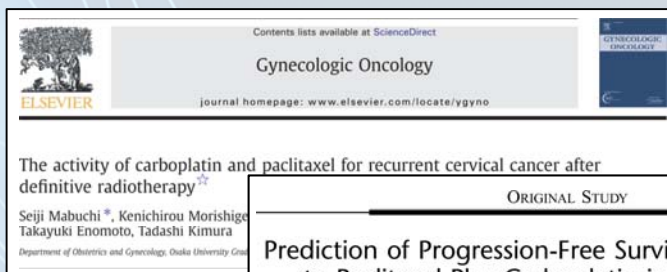 Contents lists available at ScienceDirect
Gynecologic Oncology
journal homepage: www.elsevier.com/locate/ygyno
ELSEVIER
GYNECOLOGIC
ONCOLOGY
The activity of carboplatin and paclitaxel for recurrent cervical cancer after
definitive radiotherapy☆
Seiji Mabuchi *, Kenichirou Morishige
Takayuki Enomoto, Tadashi Kimura
Department of Obstetrics and Gynecology, Osaka University Grad
ORIGINAL STUDY
Prediction of Progression-Free Survi